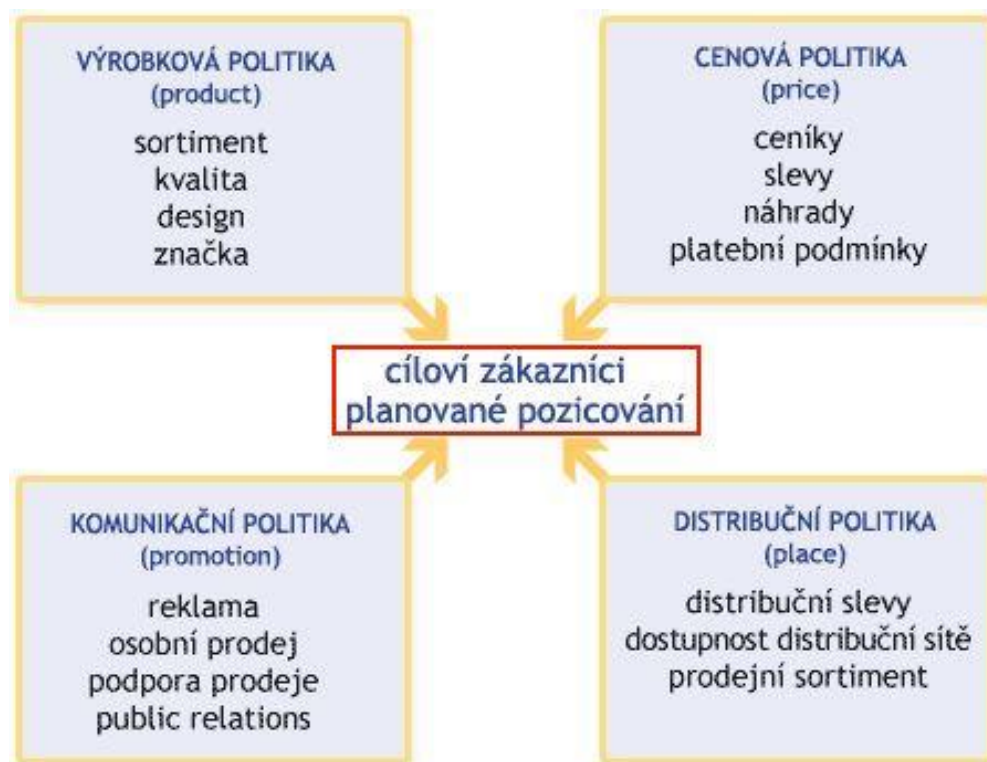 VÝROBKOVÁ POLITIKA
(product)
sortiment
kvalita
design
značka
CENOVÁ POLITIKA
(price)
ceníky
slevy
náhrady
platební podmínky
cíloví zákazníci
planované pozicování
KOMUNIKAČNÍ POLITIKA
(promotion)
reklama
osobní prodej
podpora prodeje
public relations
DISTRIBUČNÍ POLITIKA
(place)
distribuční slevy
dostupnost distribuční sítě
prodejní sortiment